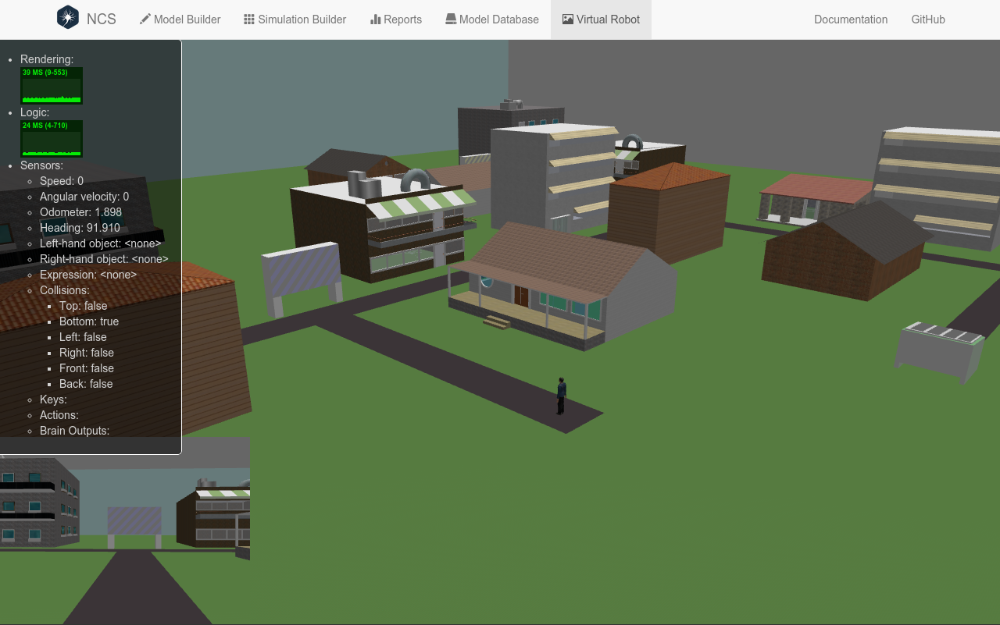 NCS Model Builder Simulation Builder Reports Model Database Virtual Robot Documentation GitHub
Rendering:
39 MS (9-553)
Logic:
24 MS (4-710)
Sensors:
Speed: 0
Angular velocity: 0
Odometer: 1.898
Heading: 91.910
Left-hand object: <none>
Right-hand object: <none>
Expression: <none>
Collisions:
Top: false
Bottom: true
Left: false
Right: false
Front: false
Back: false
Keys:
Actions:
Brain Outputs: